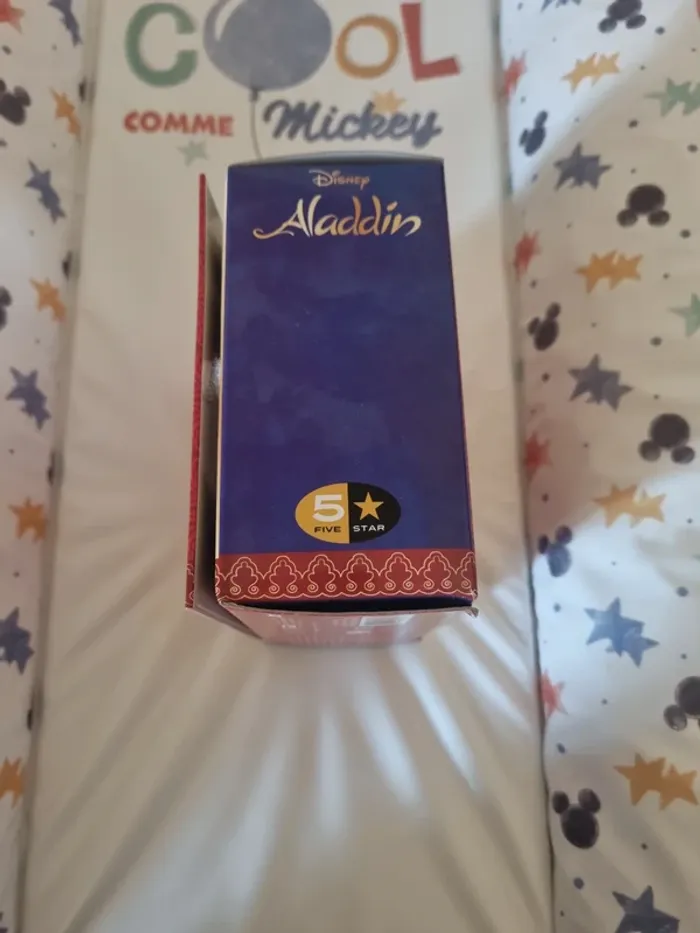 COOL
COMME Mickey
Disney
Aladdin
5
FIVE STAR